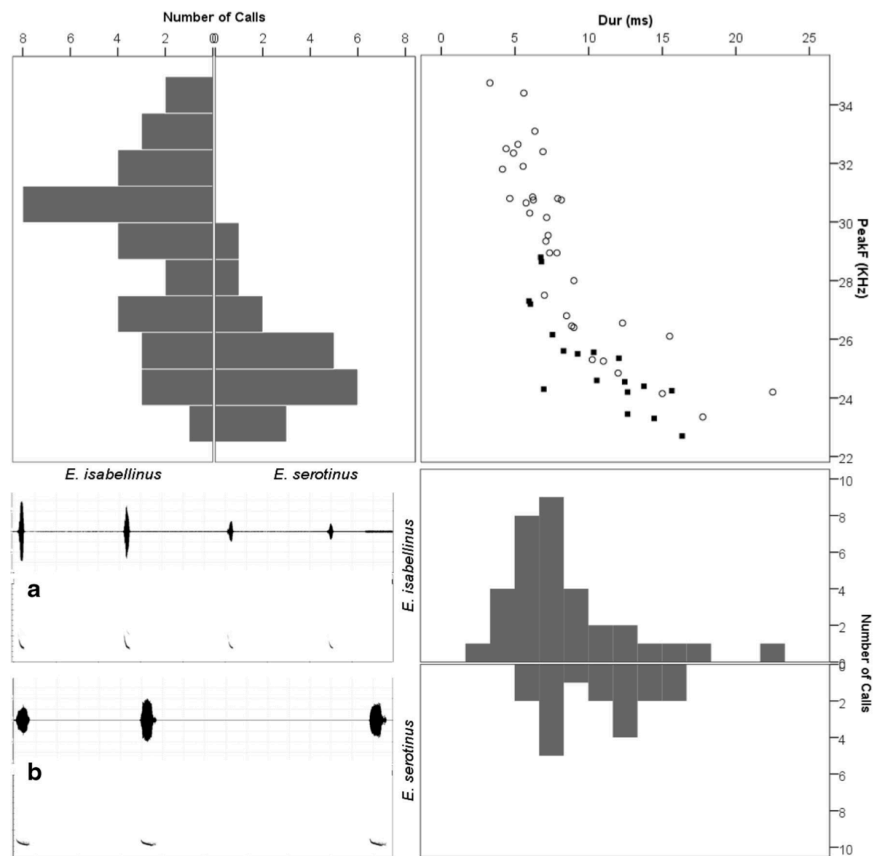 Number of Calls
8 6 4 2 0 0 2 4 6 8
E. isabellinus E. serotinus
Dur (ms)
0 5 10 15 20 25
34
32
30
28
26
24
22
PeakF (KHz)
a
E. isabellinus
b
E. serotinus
10
8
6
4
2
0
0
2
4
6
8
10
Number of Calls